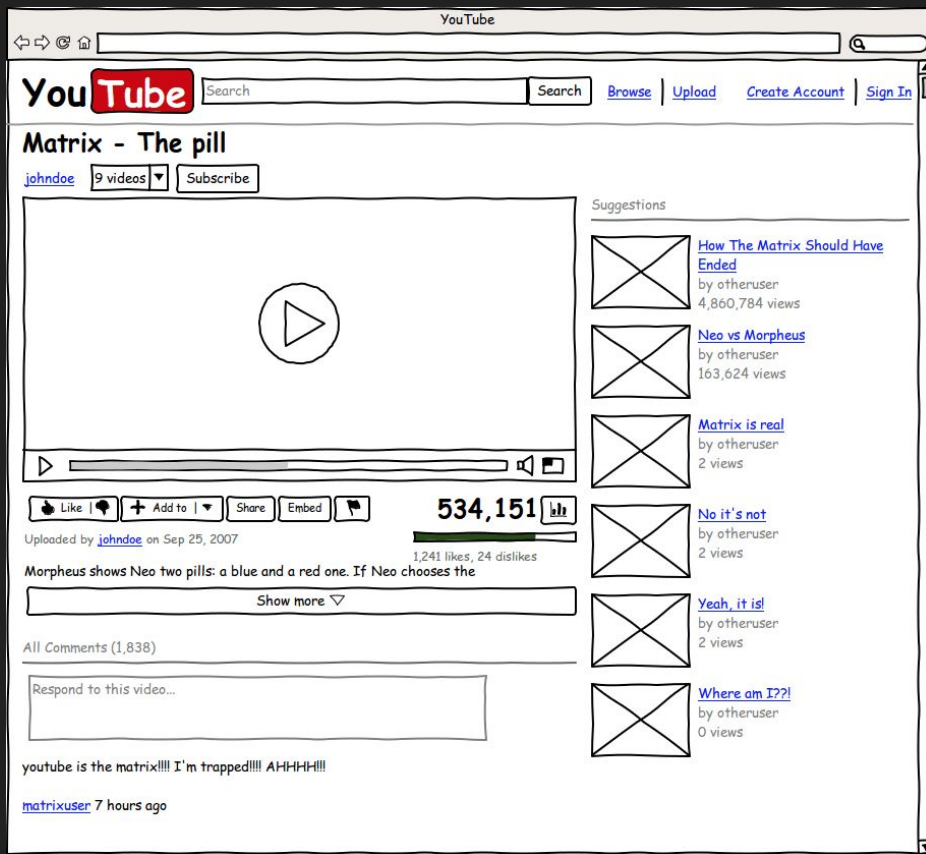 YouTube
YouTube
Search
Search
Browse
Upload
Create Account
Sign In
Matrix - The pill
johndoe
9 videos
Subscribe
Like
Add to
Share
Embed
534,151
Uploaded by johndoe on Sep 25, 2007
1,241 likes, 24 dislikes
Morpheus shows Neo two pills: a blue and a red one. If Neo chooses the
Show more
All Comments (1,838)
Respond to this video...
youtube is the matrix!!!! I'm trapped!!!! AHHHH!!!
matrixuser 7 hours ago
Suggestions
How The Matrix Should Have
Ended
by otheruser
4,860,784 views
Neo vs Morpheus
by otheruser
163,624 views
Matrix is real
by otheruser
2 views
No it's not
by otheruser
2 views
Yeah, it is!
by otheruser
2 views
Where am I??!
by otheruser
0 views